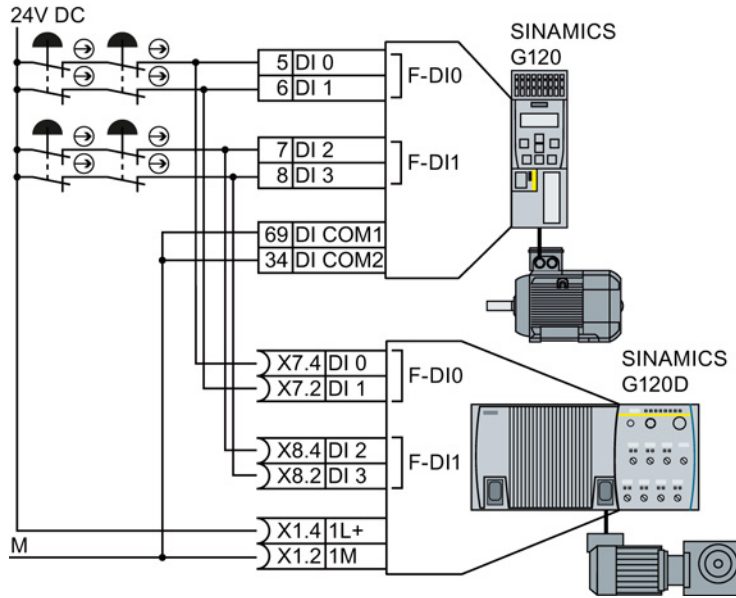 24V DC
SINAMICS
G120
5 DI 0
6 DI 1
F-DI0
7 DI 2
8 DI 3
F-DI1
69 DI COM1
34 DI COM2
SINAMICS
G120D
X7.4 DI 0
X7.2 DI 1
F-DI0
X8.4 DI 2
X8.2 DI 3
F-DI1
X1.4 1L+
M
X1.2 1M